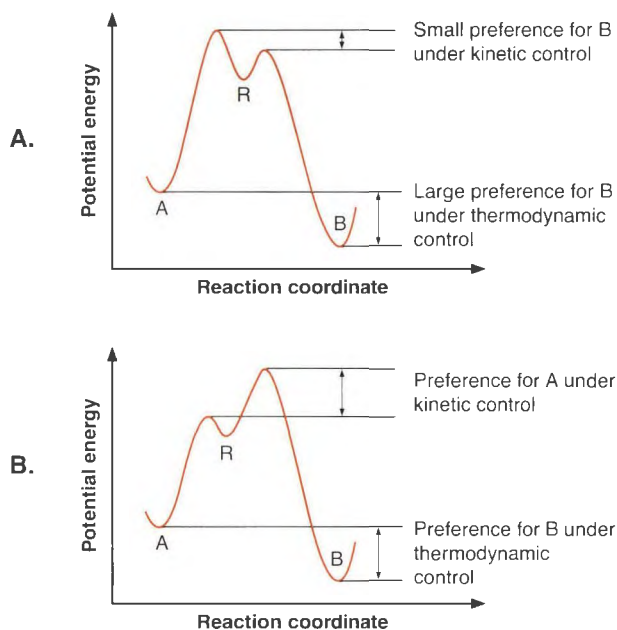 A.
Potential energy
A
R
B
Small preference for B
under kinetic control
Large preference for B
under thermodynamic
control
Reaction coordinate
B.
Potential energy
A
R
B
Preference for A under
kinetic control
Preference for B under
thermodynamic
control
Reaction coordinate